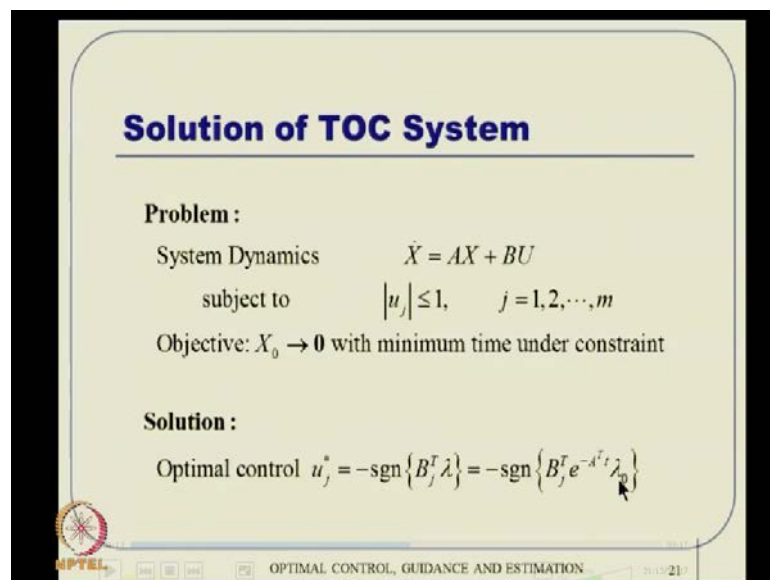 Solution of TOC System
Problem :
System Dynamics Ẋ = AX + BU
subject to |u_j| ≤ 1, j = 1, 2, ⋯, m
Objective: X_0 → 0 with minimum time under constraint
Solution :
Optimal control u_j^* = −sgn{B_j^T λ} = −sgn{B_j^T e^{−A^T t} λ_0}
NPTEL
OPTIMAL CONTROL, GUIDANCE AND ESTIMATION
21